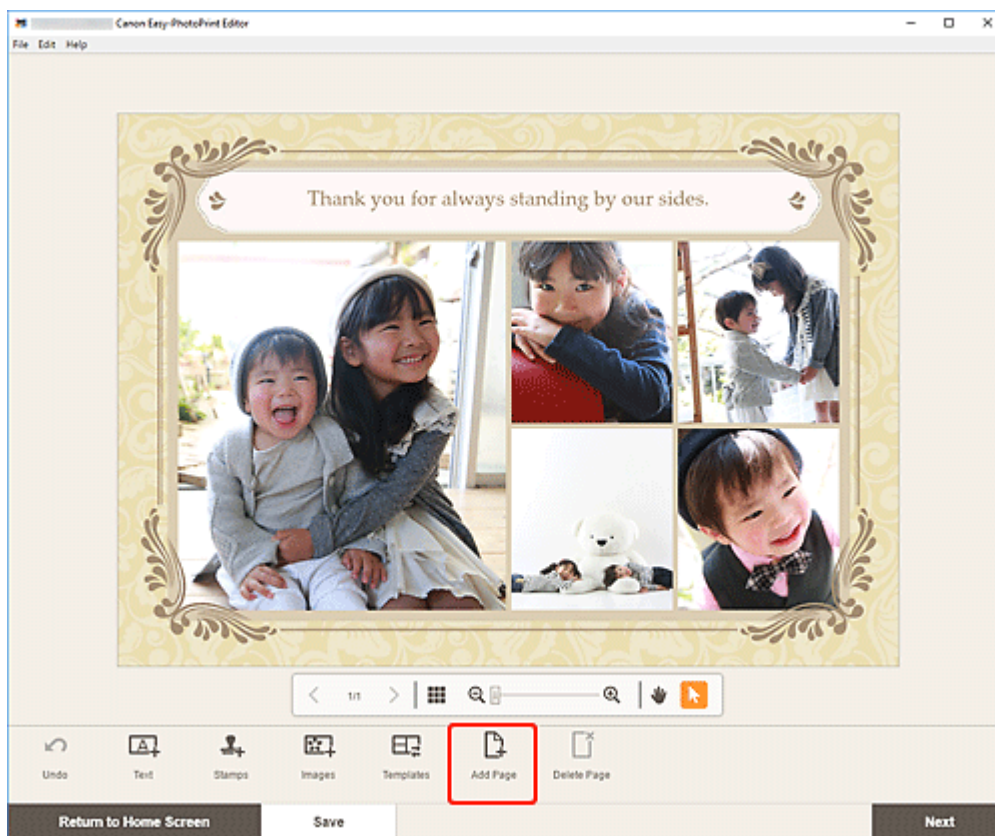 Canon Easy-PhotoPrint Editor
File Edit Help
Thank you for always standing by our sides.
1/1
Undo Text Stamps Images Templates Add Page Delete Page
Return to Home Screen Save Next